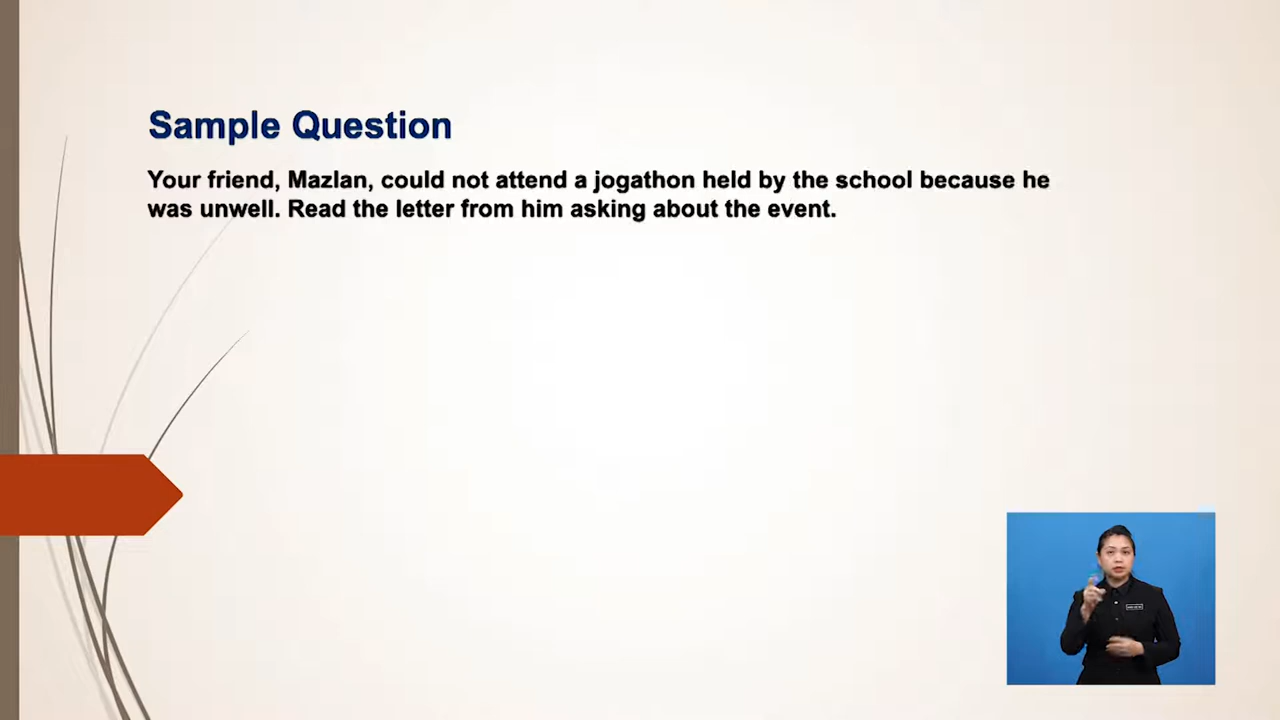 Sample Question
Your friend, Mazlan, could not attend a jogathon held by the school because he
was unwell. Read the letter from him asking about the event.